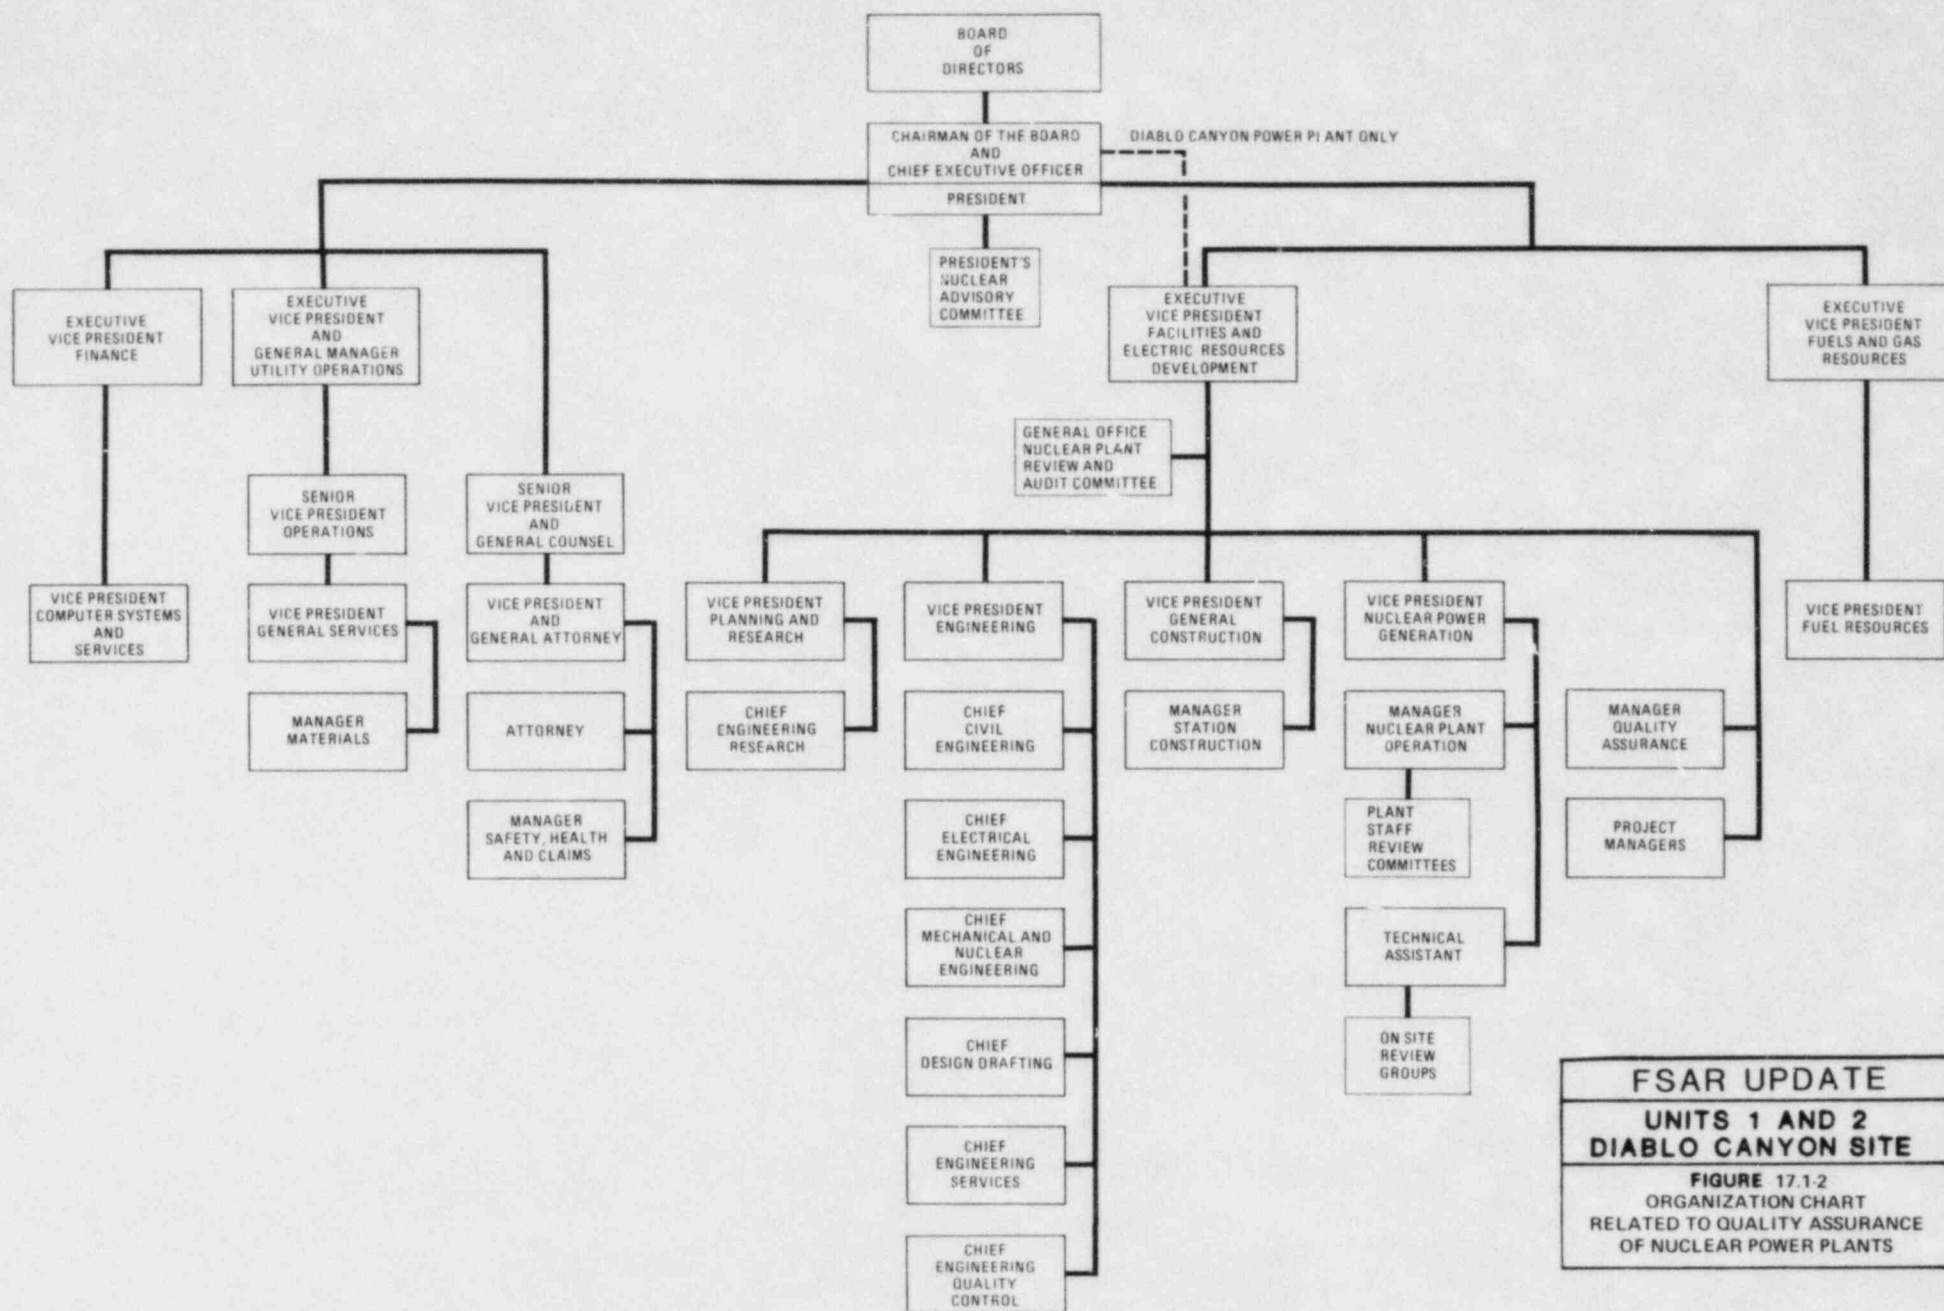 BOARD
OF
DIRECTORS
CHAIRMAN OF THE BOARD
AND
CHIEF EXECUTIVE OFFICER
PRESIDENT
DIABLO CANYON POWER PLANT ONLY
PRESIDENT'S
NUCLEAR
ADVISORY
COMMITTEE
EXECUTIVE
VICE PRESIDENT
FINANCE
EXECUTIVE
VICE PRESIDENT
AND
GENERAL MANAGER
UTILITY OPERATIONS
EXECUTIVE
VICE PRESIDENT
FACILITIES AND
ELECTRIC RESOURCES
DEVELOPMENT
EXECUTIVE
VICE PRESIDENT
FUELS AND GAS
RESOURCES
GENERAL OFFICE
NUCLEAR PLANT
REVIEW AND
AUDIT COMMITTEE
SENIOR
VICE PRESIDENT
OPERATIONS
SENIOR
VICE PRESIDENT
AND
GENERAL COUNSEL
VICE PRESIDENT
COMPUTER SYSTEMS
AND
SERVICES
VICE PRESIDENT
GENERAL SERVICES
VICE PRESIDENT
AND
GENERAL ATTORNEY
VICE PRESIDENT
PLANNING AND
RESEARCH
VICE PRESIDENT
ENGINEERING
VICE PRESIDENT
GENERAL
CONSTRUCTION
VICE PRESIDENT
NUCLEAR POWER
GENERATION
VICE PRESIDENT
FUEL RESOURCES
MANAGER
MATERIALS
ATTORNEY
CHIEF
ENGINEERING
RESEARCH
CHIEF
CIVIL
ENGINEERING
MANAGER
STATION
CONSTRUCTION
MANAGER
NUCLEAR PLANT
OPERATION
MANAGER
QUALITY
ASSURANCE
MANAGER
SAFETY, HEALTH
AND CLAIMS
CHIEF
ELECTRICAL
ENGINEERING
PLANT
STAFF
REVIEW
COMMITTEES
PROJECT
MANAGERS
CHIEF
MECHANICAL AND
NUCLEAR
ENGINEERING
TECHNICAL
ASSISTANT
CHIEF
DESIGN DRAFTING
ON SITE
REVIEW
GROUPS
CHIEF
ENGINEERING
SERVICES
CHIEF
ENGINEERING
QUALITY
CONTROL
FSAR UPDATE
UNITS 1 AND 2
DIABLO CANYON SITE
FIGURE 17.1-2
ORGANIZATION CHART
RELATED TO QUALITY ASSURANCE
OF NUCLEAR POWER PLANTS